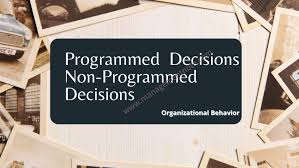 Programmed Decisions
Non-Programmed
Decisions
Organizational Behavior